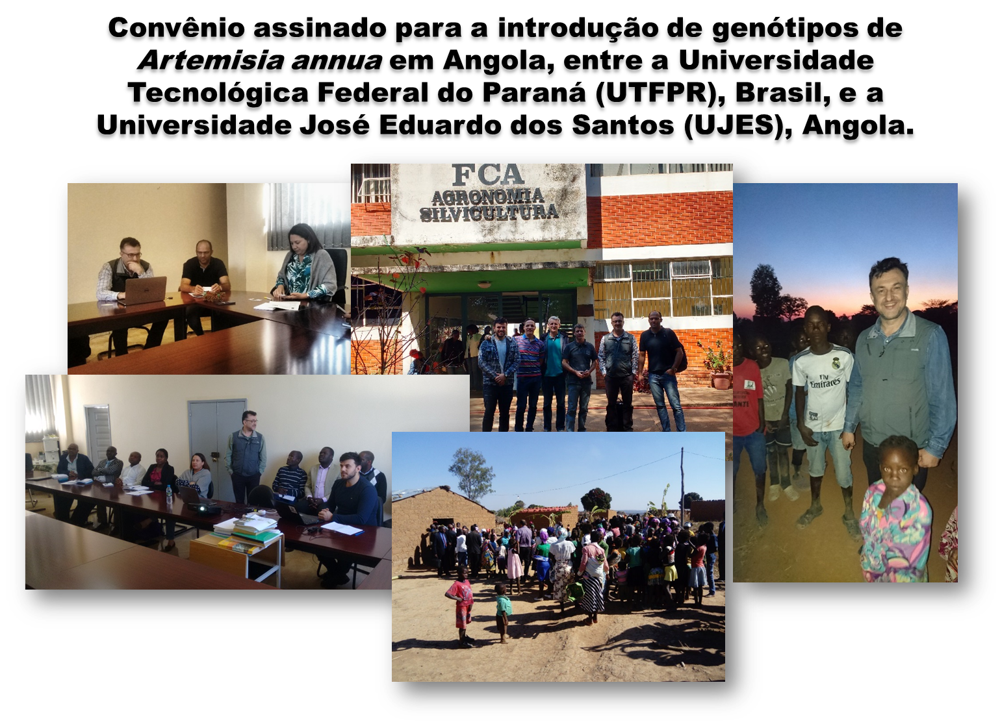 Convênio assinado para a introdução de genótipos de
Artemisia annua em Angola, entre a Universidade
Tecnológica Federal do Paraná (UTFPR), Brasil, e a
Universidade José Eduardo dos Santos (UJES), Angola.
FCA
AGRONOMIA
SILVICULTURA
Fly
Emirates
ANTI